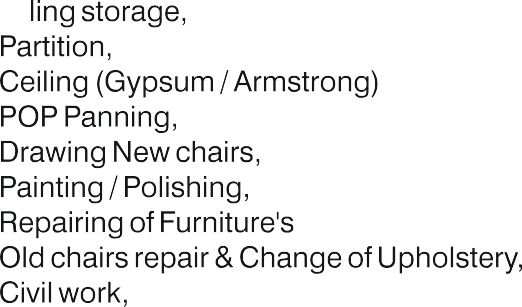 ling storage,
Partition,
Ceiling (Gypsum / Armstrong)
POP Panning,
Drawing New chairs,
Painting / Polishing,
Repairing of Furniture's
Old chairs repair & Change of Upholstery,
Civil work,